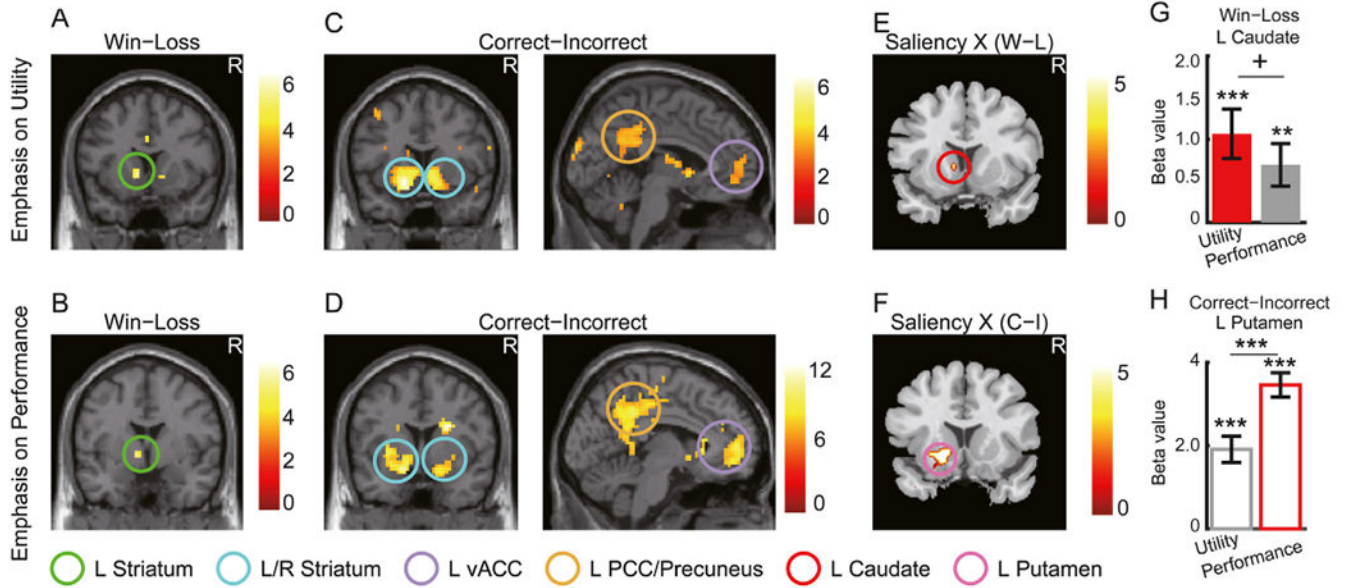 A
Win–Loss
R
6
4
2
0
Emphasis on Utility
C
Correct–Incorrect
6
4
2
0
E
Saliency X (W–L)
R
5
0
G
Win–Loss
L Caudate
+
2.0
1.5
1.0
0.5
0
***
**
Beta value
Utility
Performance
B
Win–Loss
R
6
4
2
0
Emphasis on Performance
D
Correct–Incorrect
R
12
6
0
F
Saliency X (C–I)
R
5
0
H
Correct–Incorrect
L Putamen
***
4
2.0
0
***
***
Beta value
Utility
Performance
L Striatum
L/R Striatum
L vACC
L PCC/Precuneus
L Caudate
L Putamen